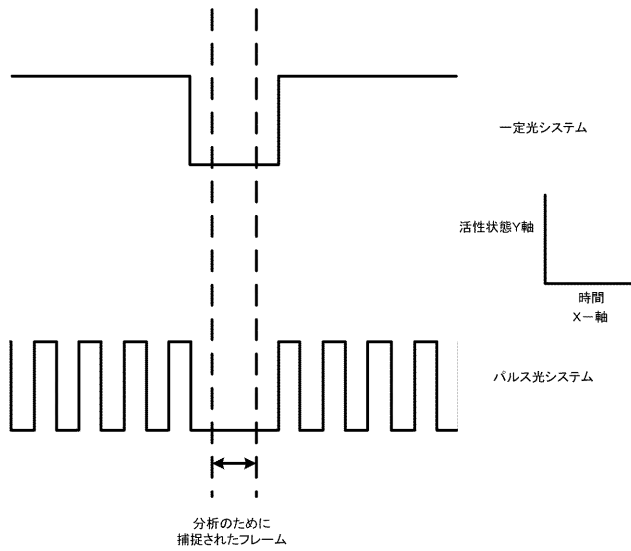 一定光システム
活性状態Y軸
時間
X－軸
パルス光システム
分析のために
捕捉されたフレーム